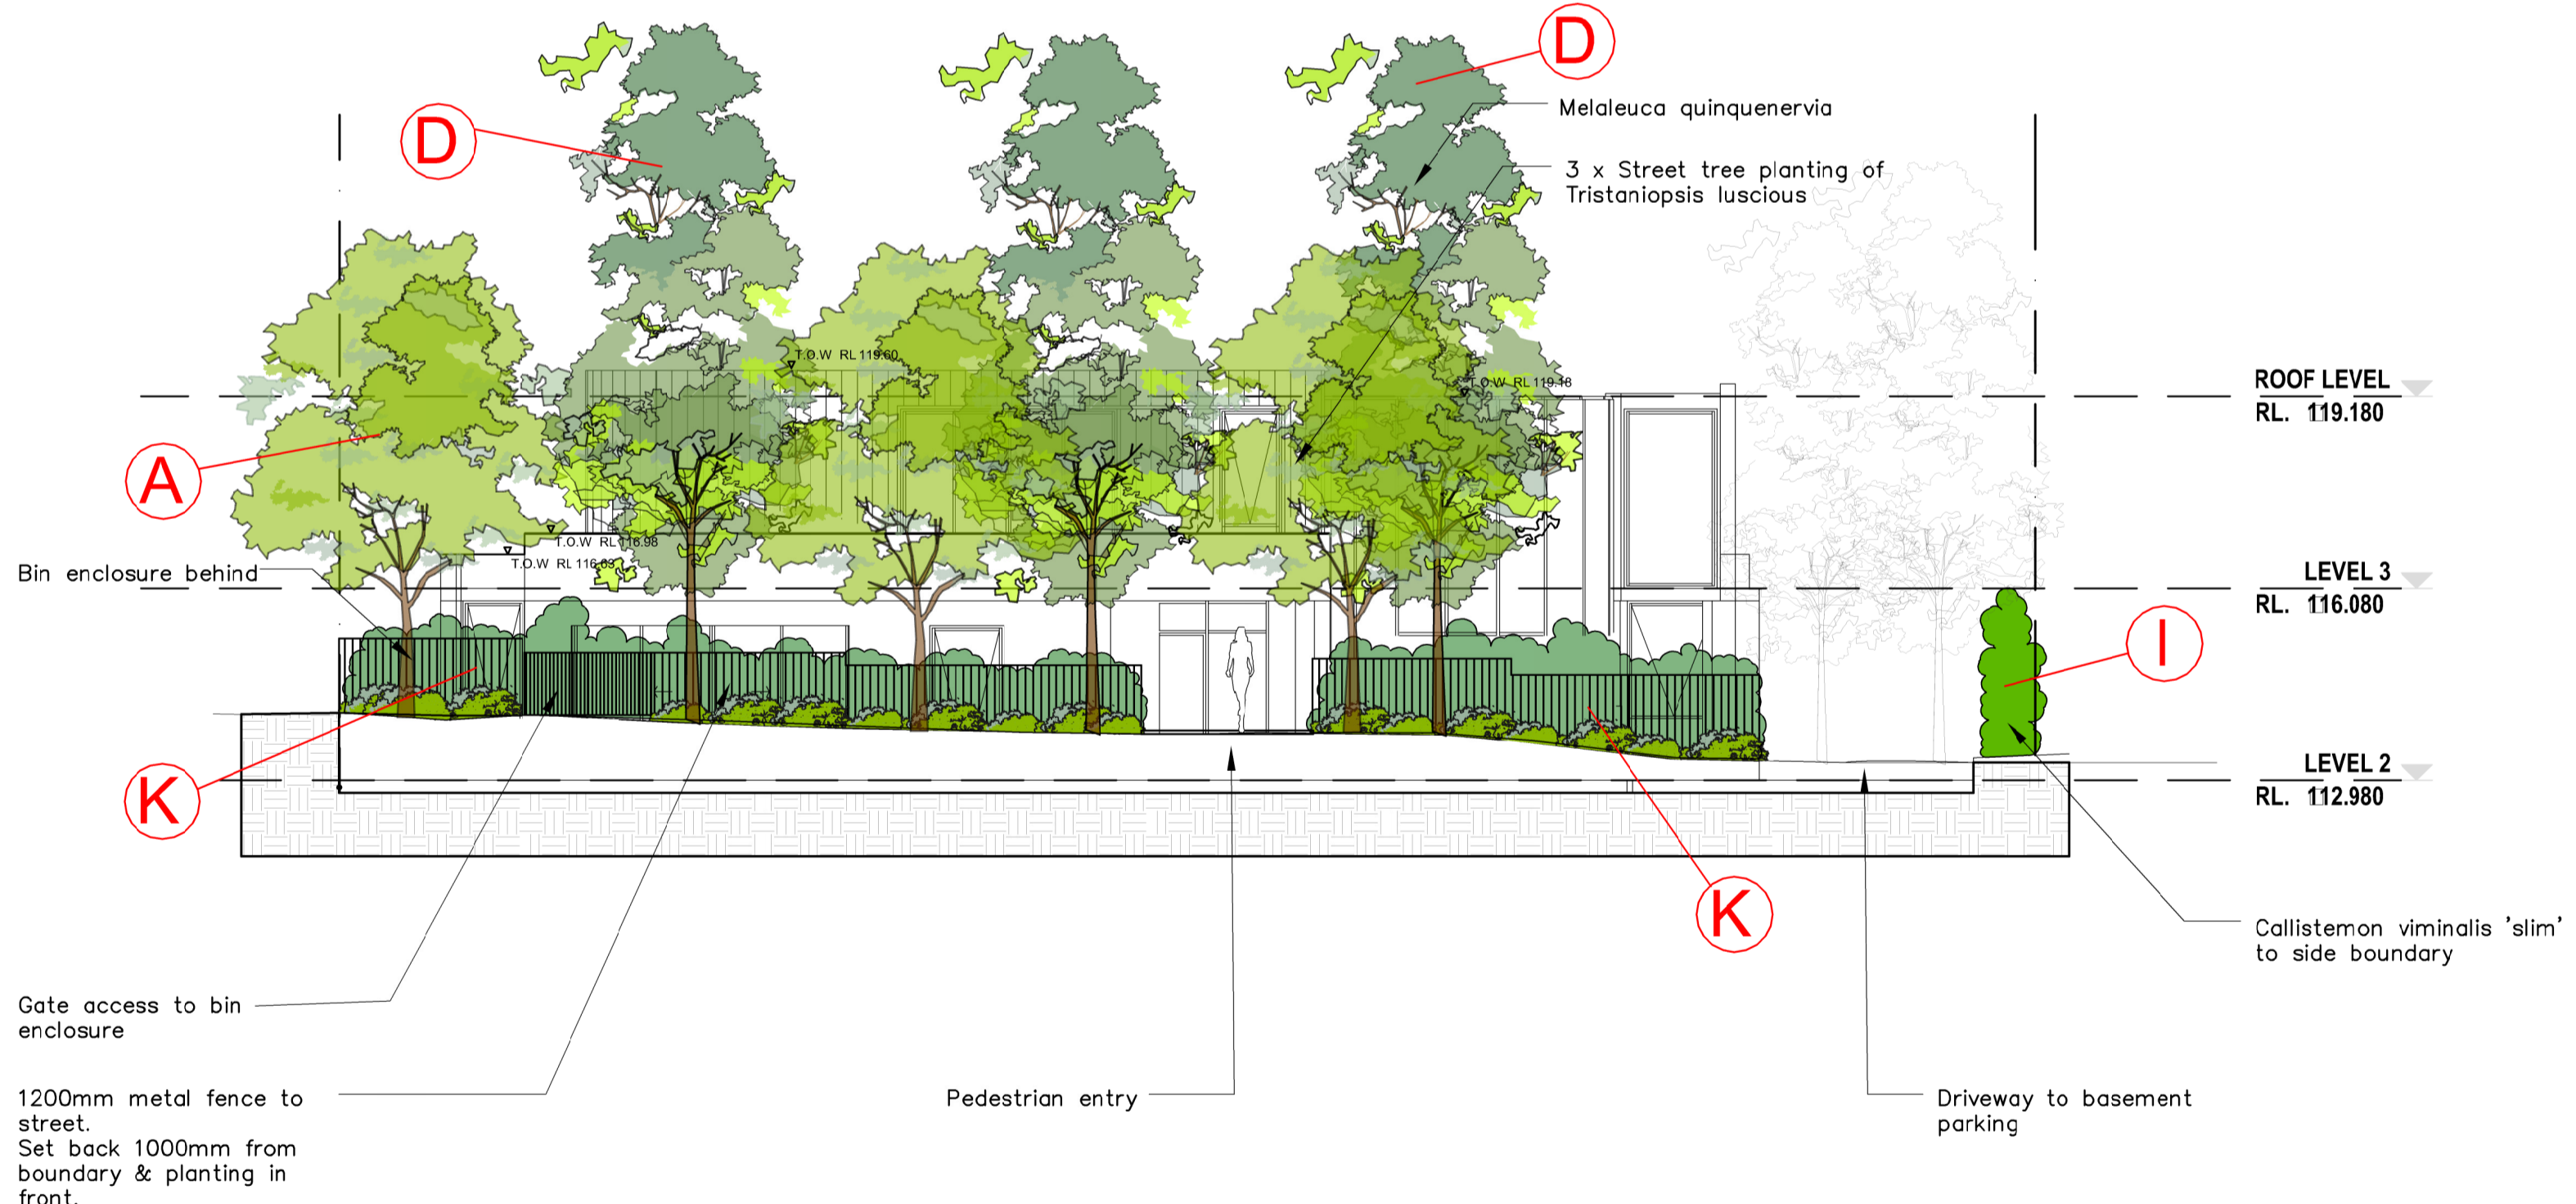 D
D
Melaleuca quinquenervia
3 x Street tree planting of
Tristaniopsis luscious
T.O.W RL 119.60
T.O.W RL 119.18
ROOF LEVEL
RL. 119.180
A
T.O.W RL 116.98
T.O.W RL 116.63
Bin enclosure behind
LEVEL 3
RL. 116.080
I
LEVEL 2
RL. 112.980
K
K
Callistemon viminalis 'slim'
to side boundary
Gate access to bin
enclosure
1200mm metal fence to
street.
Set back 1000mm from
boundary & planting in
front.
Pedestrian entry
Driveway to basement
parking